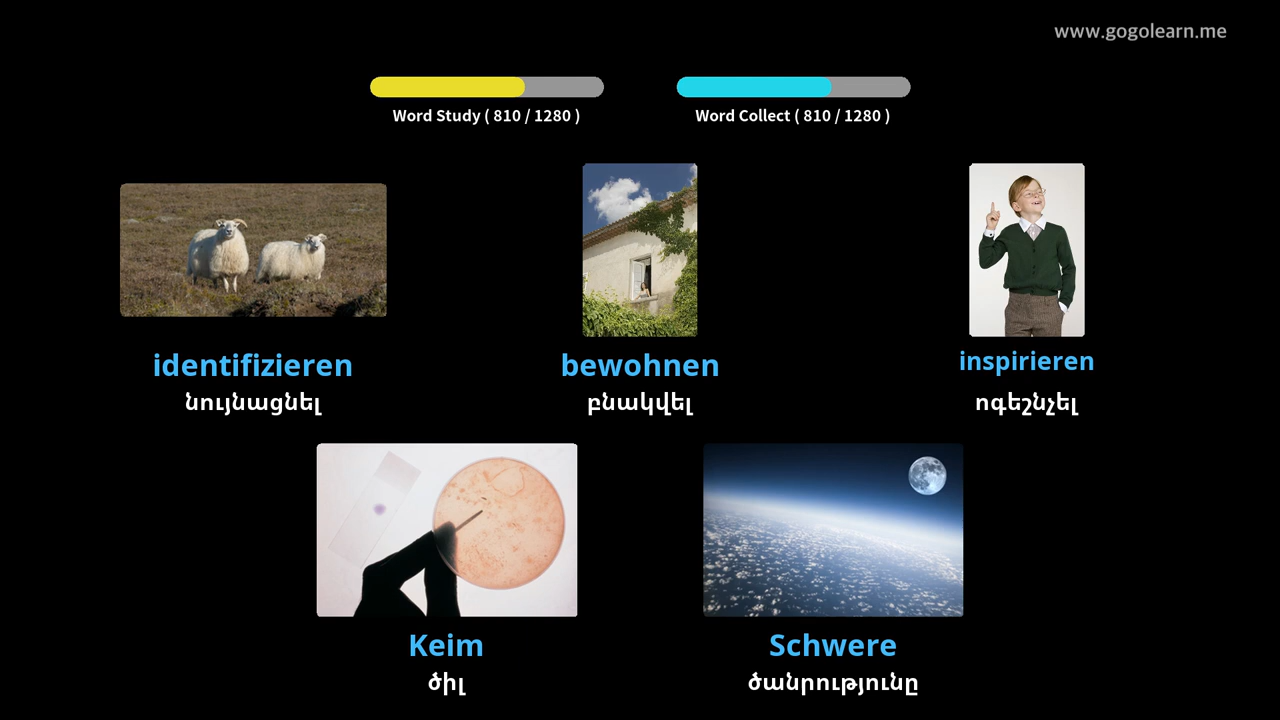 www.gogolearn.me
Word Study ( 810 / 1280 )
Word Collect ( 810 / 1280 )
identifizieren
նույնացնել
bewohnen
բնակվել
inspirieren
ոգեշնչել
Keim
ծիլ
Schwere
ծանրությունը